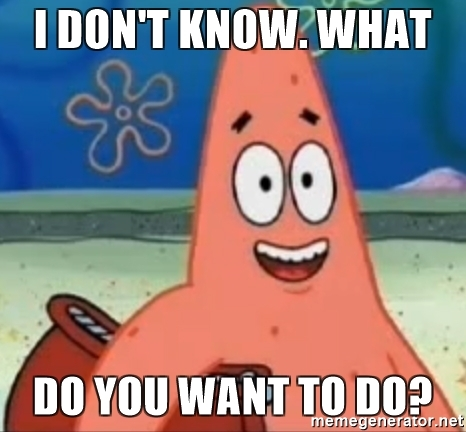 I DON'T KNOW. WHAT
DO YOU WANT TO DO?
memegenerator.net